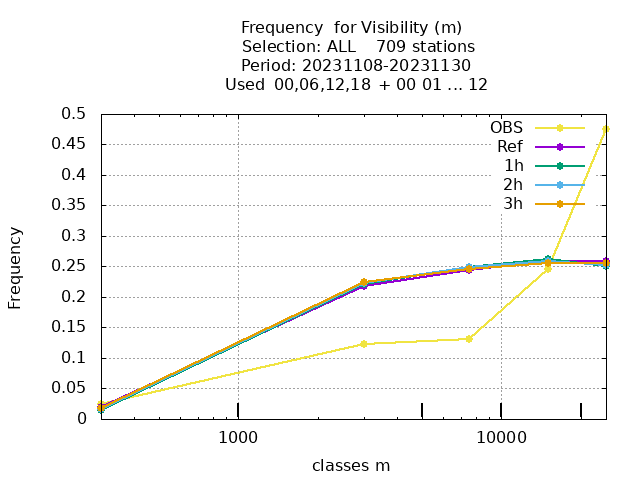 Frequency  for Visibility (m)
Selection: ALL    709 stations
Period: 20231108-20231130
Used  00,06,12,18  + 00 01 ... 12
0.5
0.45
0.4
0.35
0.3
0.25
0.2
0.15
0.1
0.05
0
Frequency
OBS
Ref
1h
2h
3h
1000 10000
classes m